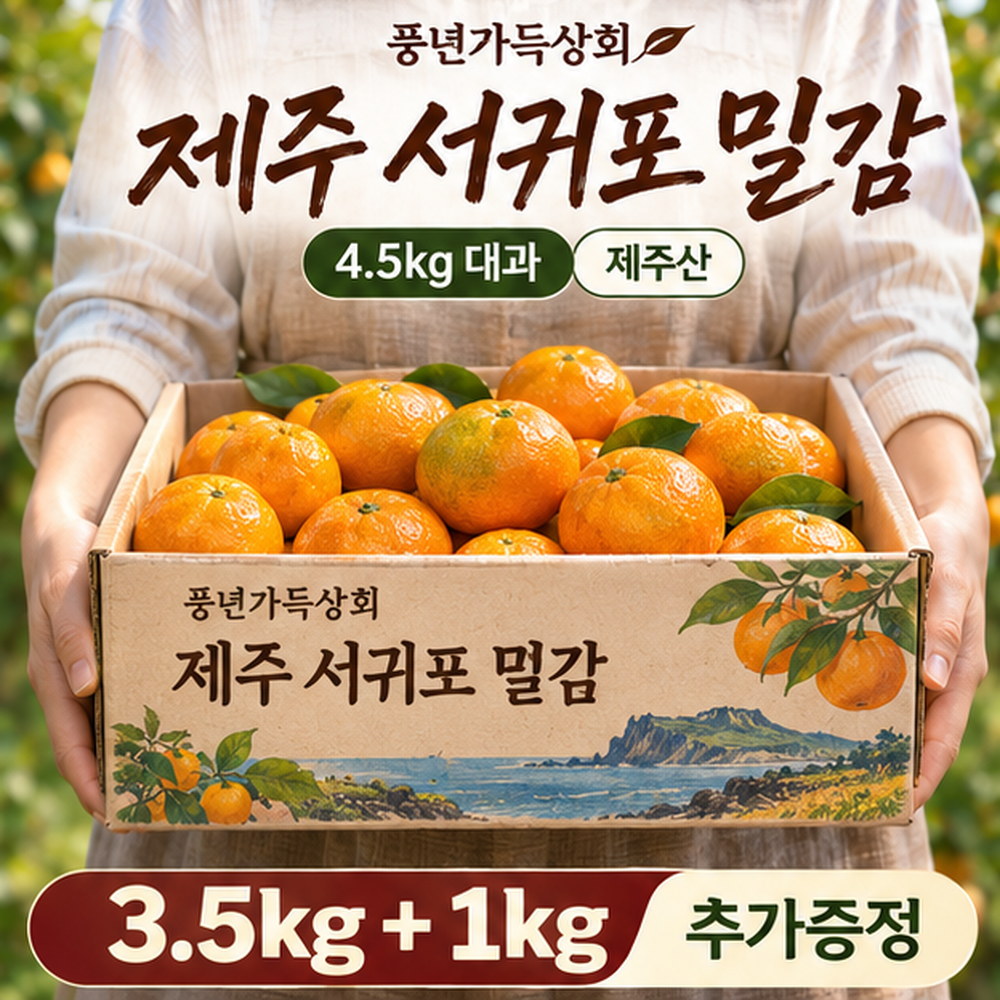 풍년가득상회
제주 서귀포 밀감
4.5kg 대과 제주산
풍년가득상회
제주 서귀포 멀감
3.5kg + 1kg 추가증정